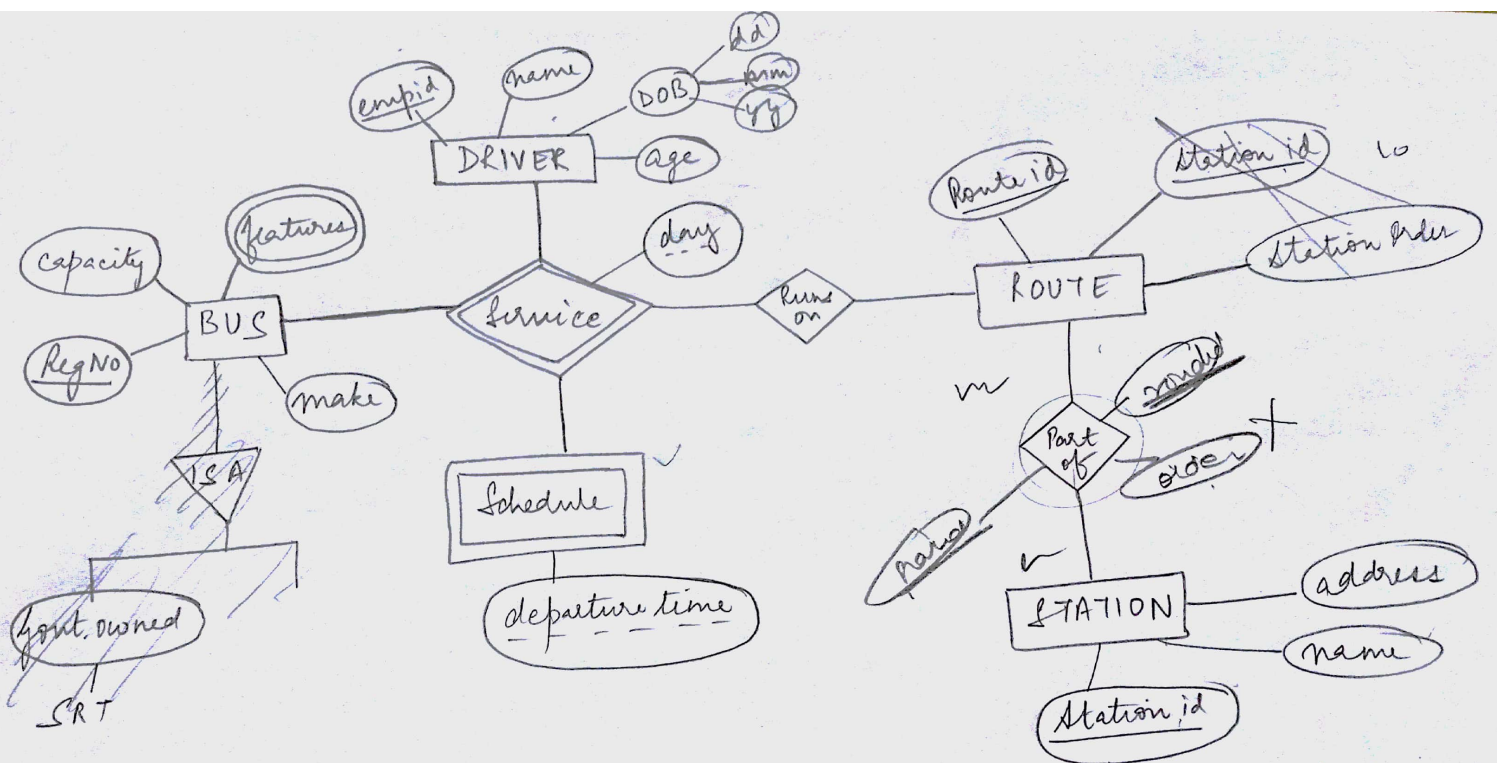 dd
name
mm
empid
DOB
yy
DRIVER
age
Station id
Route id
features
day
capacity
Station Order
BUS
Service
Runs
on
ROUTE
RegNo
make
Part
of
order
ISA
Schedule
address
departure time
STATION
Govt. owned
name
SRT
Station id